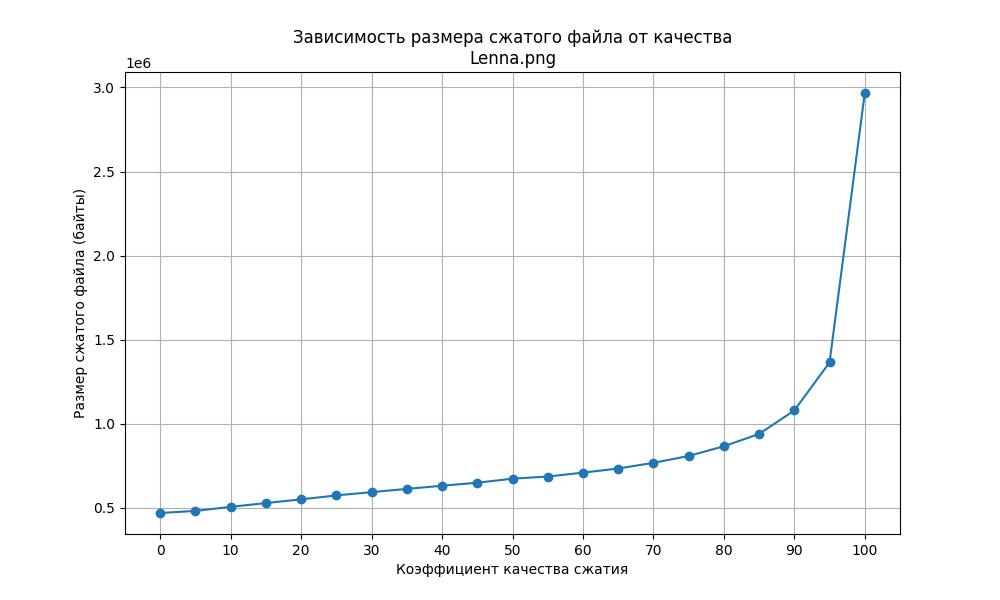 Зависимость размера сжатого файла от качества
Lenna.png
1e6
3.0
2.5
2.0
1.5
1.0
0.5
Размер сжатого файла (байты)
0 10 20 30 40 50 60 70 80 90 100
Коэффициент качества сжатия